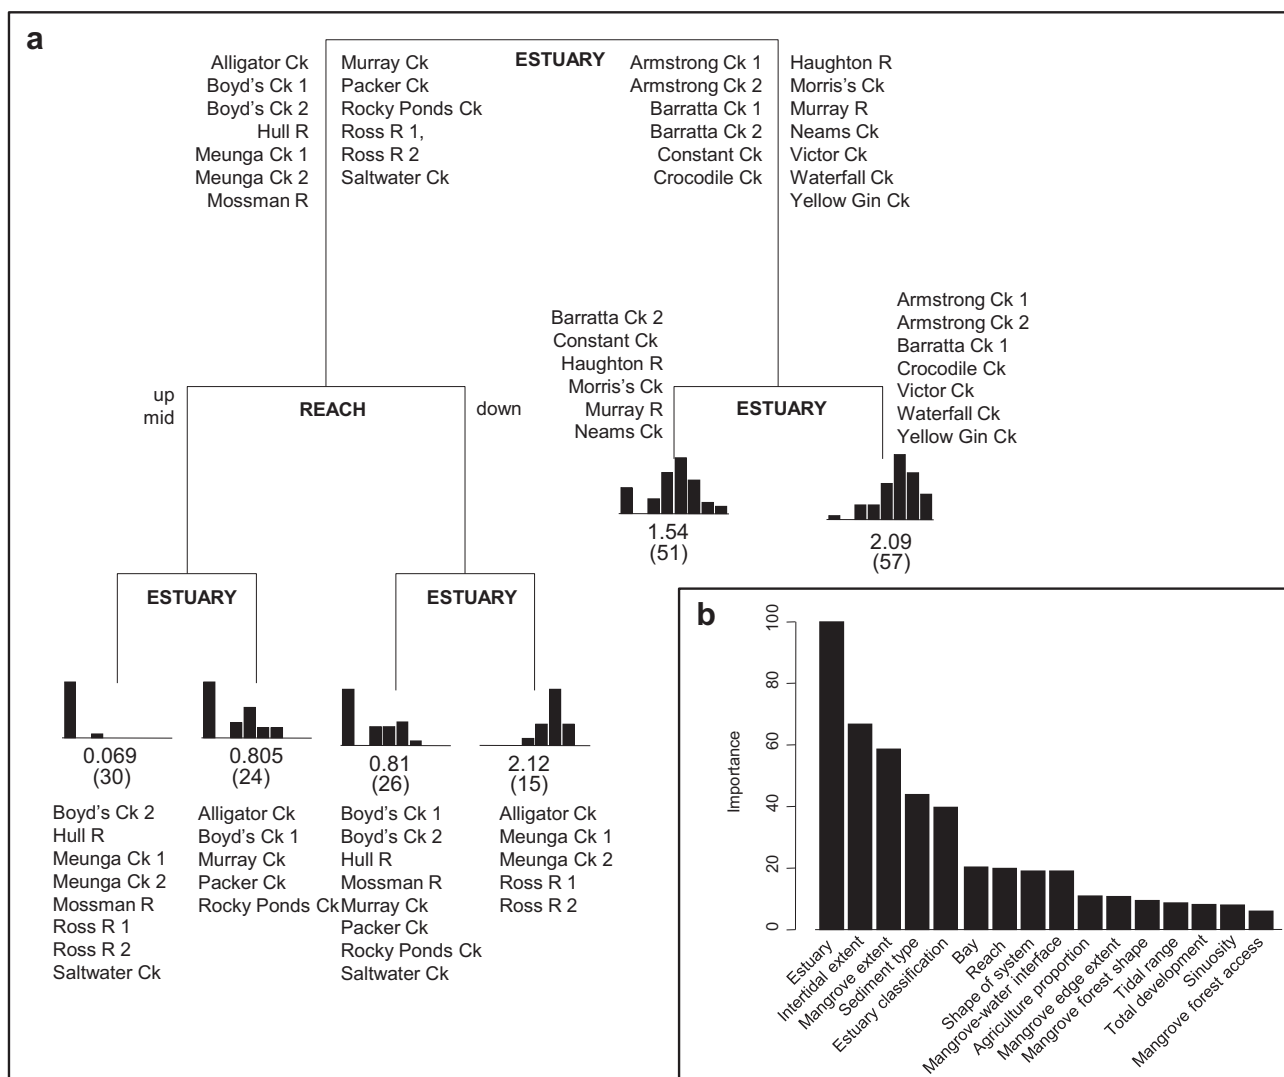 a
ESTUARY
Alligator Ck
Boyd's Ck 1
Boyd's Ck 2
Hull R
Meunga Ck 1
Meunga Ck 2
Mossman R
Murray Ck
Packer Ck
Rocky Ponds Ck
Ross R 1,
Ross R 2
Saltwater Ck
Armstrong Ck 1
Armstrong Ck 2
Barratta Ck 1
Barratta Ck 2
Constant Ck
Crocodile Ck
Haughton R
Morris's Ck
Murray R
Neams Ck
Victor Ck
Waterfall Ck
Yellow Gin Ck
up
mid
REACH
down
Barratta Ck 2
Constant Ck
Haughton R
Morris's Ck
Murray R
Neams Ck
ESTUARY
Armstrong Ck 1
Armstrong Ck 2
Barratta Ck 1
Crocodile Ck
Victor Ck
Waterfall Ck
Yellow Gin Ck
1.54
(51)
2.09
(57)
ESTUARY
ESTUARY
0.069
(30)
Boyd's Ck 2
Hull R
Meunga Ck 1
Meunga Ck 2
Mossman R
Ross R 1
Ross R 2
Saltwater Ck
0.805
(24)
Alligator Ck
Boyd's Ck 1
Murray Ck
Packer Ck
Rocky Ponds Ck
0.81
(26)
Boyd's Ck 1
Boyd's Ck 2
Hull R
Mossman R
Murray Ck
Packer Ck
Rocky Ponds Ck
Saltwater Ck
2.12
(15)
Alligator Ck
Meunga Ck 1
Meunga Ck 2
Ross R 1
Ross R 2
b
Importance
100
80
60
40
20
0
Estuary
Intertidal extent
Mangrove extent
Sediment type
Estuary classification
Bay
Reach
Shape of system
Mangrove-water interface
Agriculture proportion
Mangrove edge extent
Mangrove forest shape
Tidal range
Total development
Sinuosity
Mangrove forest access